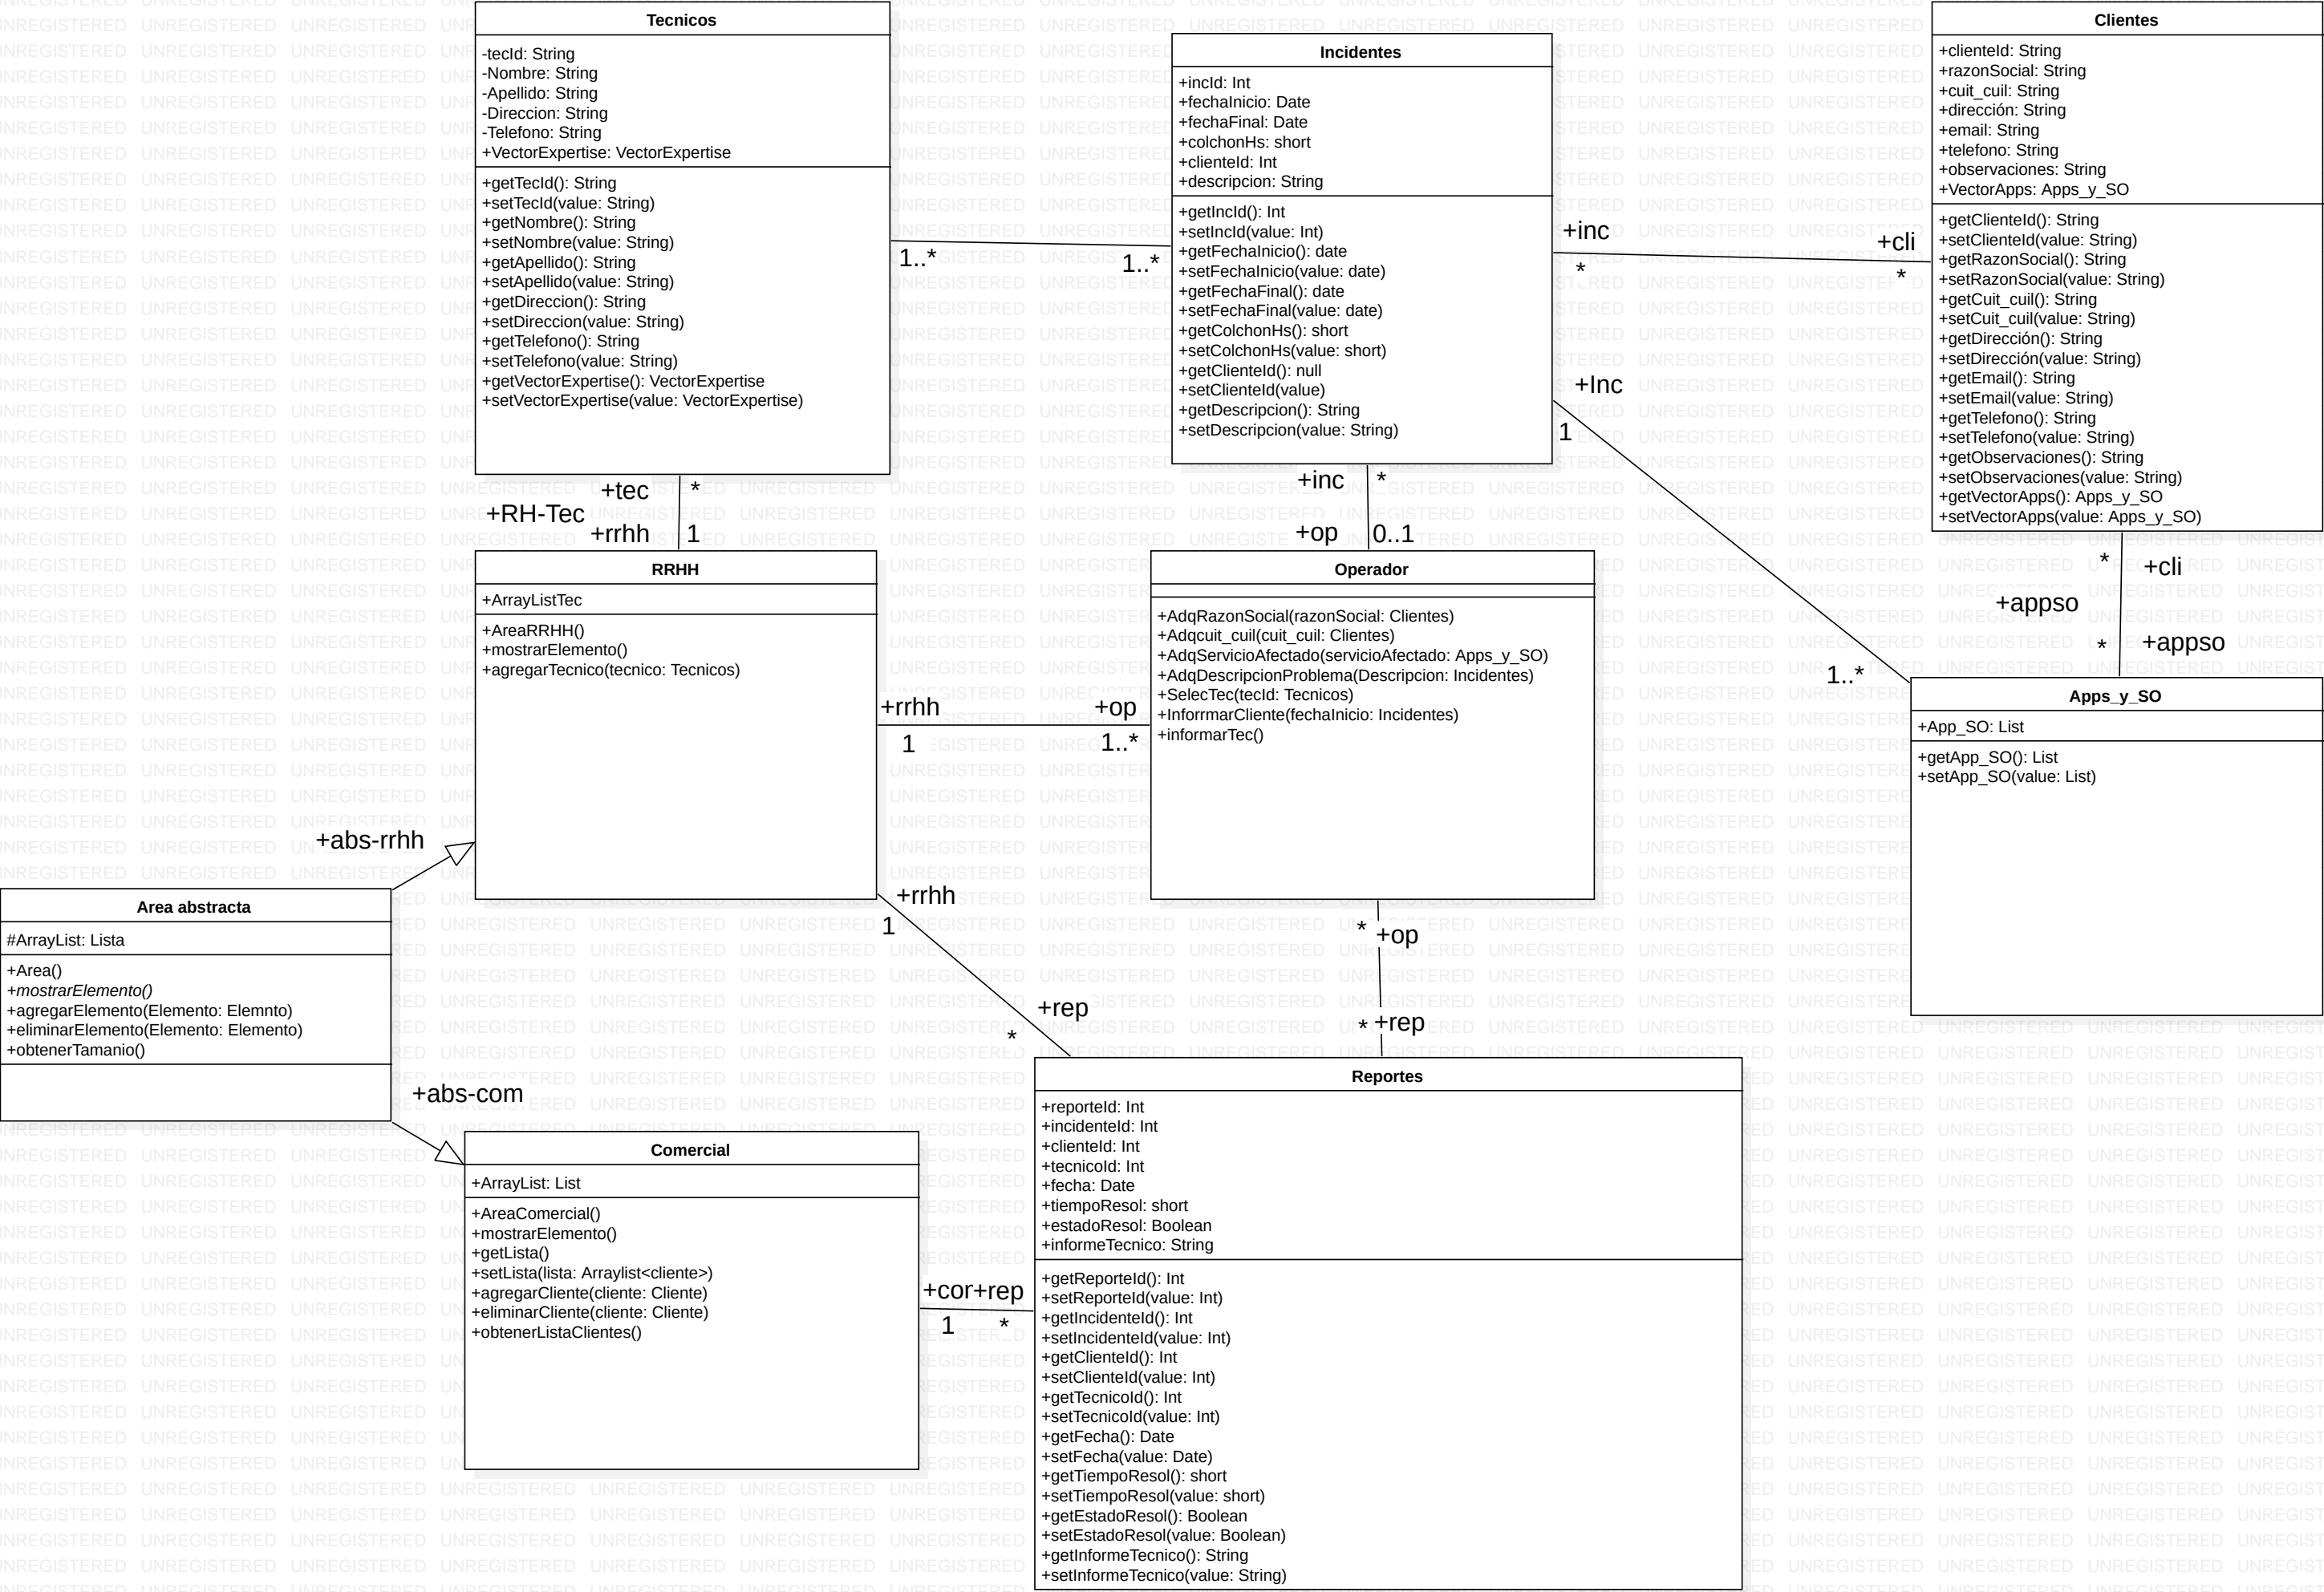 Tecnicos
-tecId: String
-Nombre: String
-Apellido: String
-Direccion: String
-Telefono: String
+VectorExpertise: VectorExpertise
+getTecId(): String
+setTecId(value: String)
+getNombre(): String
+setNombre(value: String)
+getApellido(): String
+setApellido(value: String)
+getDireccion(): String
+setDireccion(value: String)
+getTelefono(): String
+setTelefono(value: String)
+getVectorExpertise(): VectorExpertise
+setVectorExpertise(value: VectorExpertise)
1..*
1..*
Incidentes
+incId: Int
+fechaInicio: Date
+fechaFinal: Date
+colchonHs: short
+clienteId: Int
+descripcion: String
+getIncId(): Int
+setIncId(value: Int)
+getFechaInicio(): date
+setFechaInicio(value: date)
+getFechaFinal(): date
+setFechaFinal(value: date)
+getColchonHs(): short
+setColchonHs(value: short)
+getClienteId(): null
+setClienteId(value)
+getDescripcion(): String
+setDescripcion(value: String)
+inc
*
+cli
*
Clientes
+clienteId: String
+razonSocial: String
+cuit_cuil: String
+dirección: String
+email: String
+telefono: String
+observaciones: String
+VectorApps: Apps_y_SO
+getClienteId(): String
+setClienteId(value: String)
+getRazonSocial(): String
+setRazonSocial(value: String)
+getCuit_cuil(): String
+setCuit_cuil(value: String)
+getDirección(): String
+setDirección(value: String)
+getEmail(): String
+setEmail(value: String)
+getTelefono(): String
+setTelefono(value: String)
+getObservaciones(): String
+setObservaciones(value: String)
+getVectorApps(): Apps_y_SO
+setVectorApps(value: Apps_y_SO)
+Inc
1
1..*
+tec
*
+RH-Tec
+rrhh
1
+inc
*
+op
0..1
*
+cli
+appso
*
+appso
RRHH
+ArrayListTec
+AreaRRHH()
+mostrarElemento()
+agregarTecnico(tecnico: Tecnicos)
+rrhh
1
+op
1..*
Operador
+AdqRazonSocial(razonSocial: Clientes)
+Adqcuit_cuil(cuit_cuil: Clientes)
+AdqServicioAfectado(servicioAfectado: Apps_y_SO)
+AdqDescripcionProblema(Descripcion: Incidentes)
+SelecTec(tecId: Tecnicos)
+InforrmarCliente(fechaInicio: Incidentes)
+informarTec()
Apps_y_SO
+App_SO: List
+getApp_SO(): List
+setApp_SO(value: List)
+abs-rrhh
Area abstracta
#ArrayList: Lista
+Area()
+mostrarElemento()
+agregarElemento(Elemento: Elemnto)
+eliminarElemento(Elemento: Elemento)
+obtenerTamanio()
+abs-com
+rrhh
1
+rep
*
*
+op
*
+rep
Comercial
+ArrayList: List
+AreaComercial()
+mostrarElemento()
+getLista()
+setLista(lista: Arraylist<cliente>)
+agregarCliente(cliente: Cliente)
+eliminarCliente(cliente: Cliente)
+obtenerListaClientes()
+cor+rep
1
*
Reportes
+reporteId: Int
+incidenteId: Int
+clienteId: Int
+tecnicoId: Int
+fecha: Date
+tiempoResol: short
+estadoResol: Boolean
+informeTecnico: String
+getReporteId(): Int
+setReporteId(value: Int)
+getIncidenteId(): Int
+setIncidenteId(value: Int)
+getClienteId(): Int
+setClienteId(value: Int)
+getTecnicoId(): Int
+setTecnicoId(value: Int)
+getFecha(): Date
+setFecha(value: Date)
+getTiempoResol(): short
+setTiempoResol(value: short)
+getEstadoResol(): Boolean
+setEstadoResol(value: Boolean)
+getInformeTecnico(): String
+setInformeTecnico(value: String)
UNREGISTERED